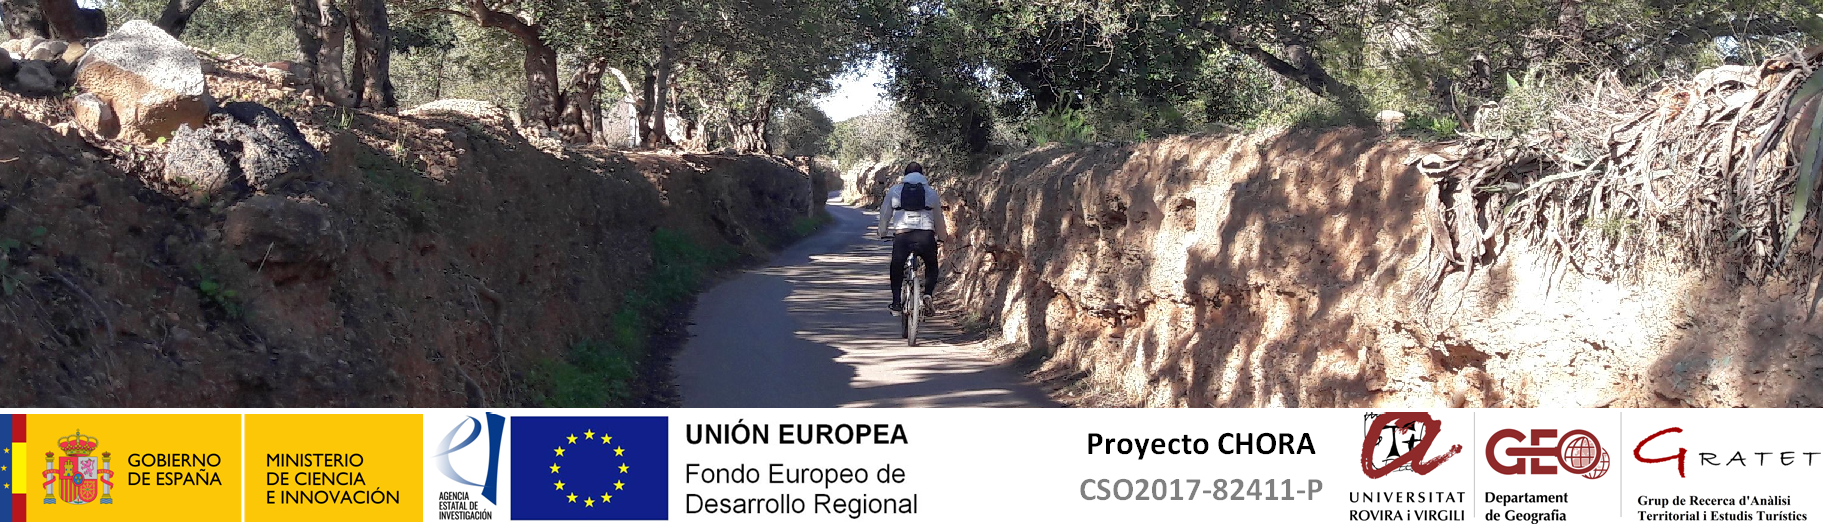 GOBIERNO
DE ESPAÑA
MINISTERIO
DE CIENCIA
E INNOVACIÓN
AGENCIA
ESTATAL DE
INVESTIGACIÓN
UNIÓN EUROPEA
Fondo Europeo de
Desarrollo Regional
Proyecto CHORA
CSO2017-82411-P
UNIVERSITAT
ROVIRA i VIRGILI
GEO
Departament
de Geografia
GRATET
Grup de Recerca d'Anàlisi
Territorial i Estudis Turístics